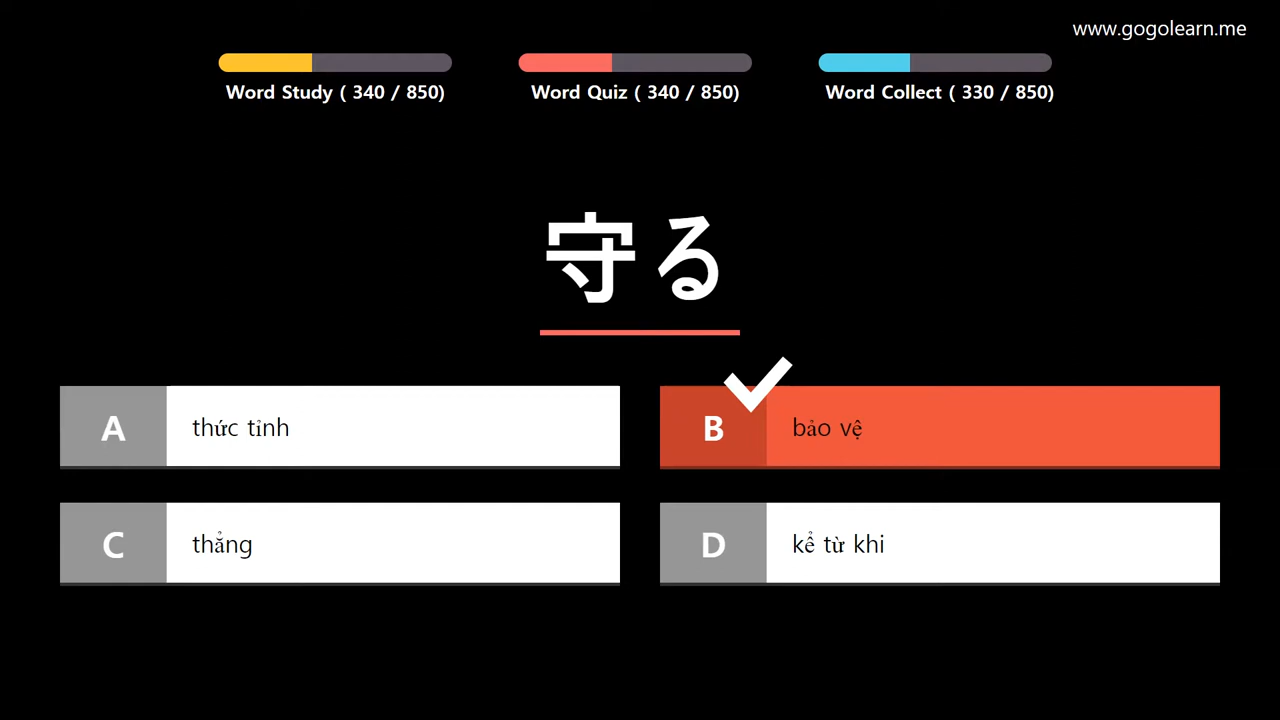 www.gogolearn.me
Word Study ( 340 / 850)
Word Quiz ( 340 / 850)
Word Collect ( 330 / 850)
守る
A thức tỉnh
B bảo vệ
C thẳng
D kể từ khi